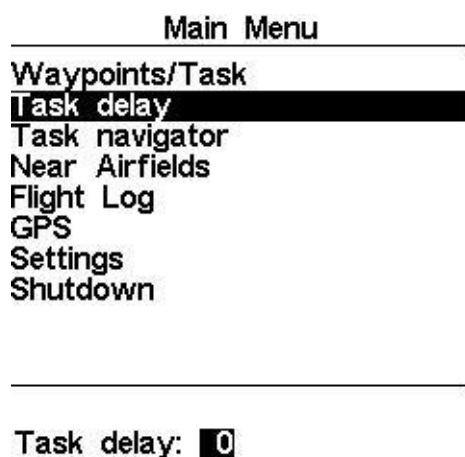 Main Menu
Waypoints/Task
Task delay
Task navigator
Near Airfields
Flight Log
GPS
Settings
Shutdown
Task delay: 0